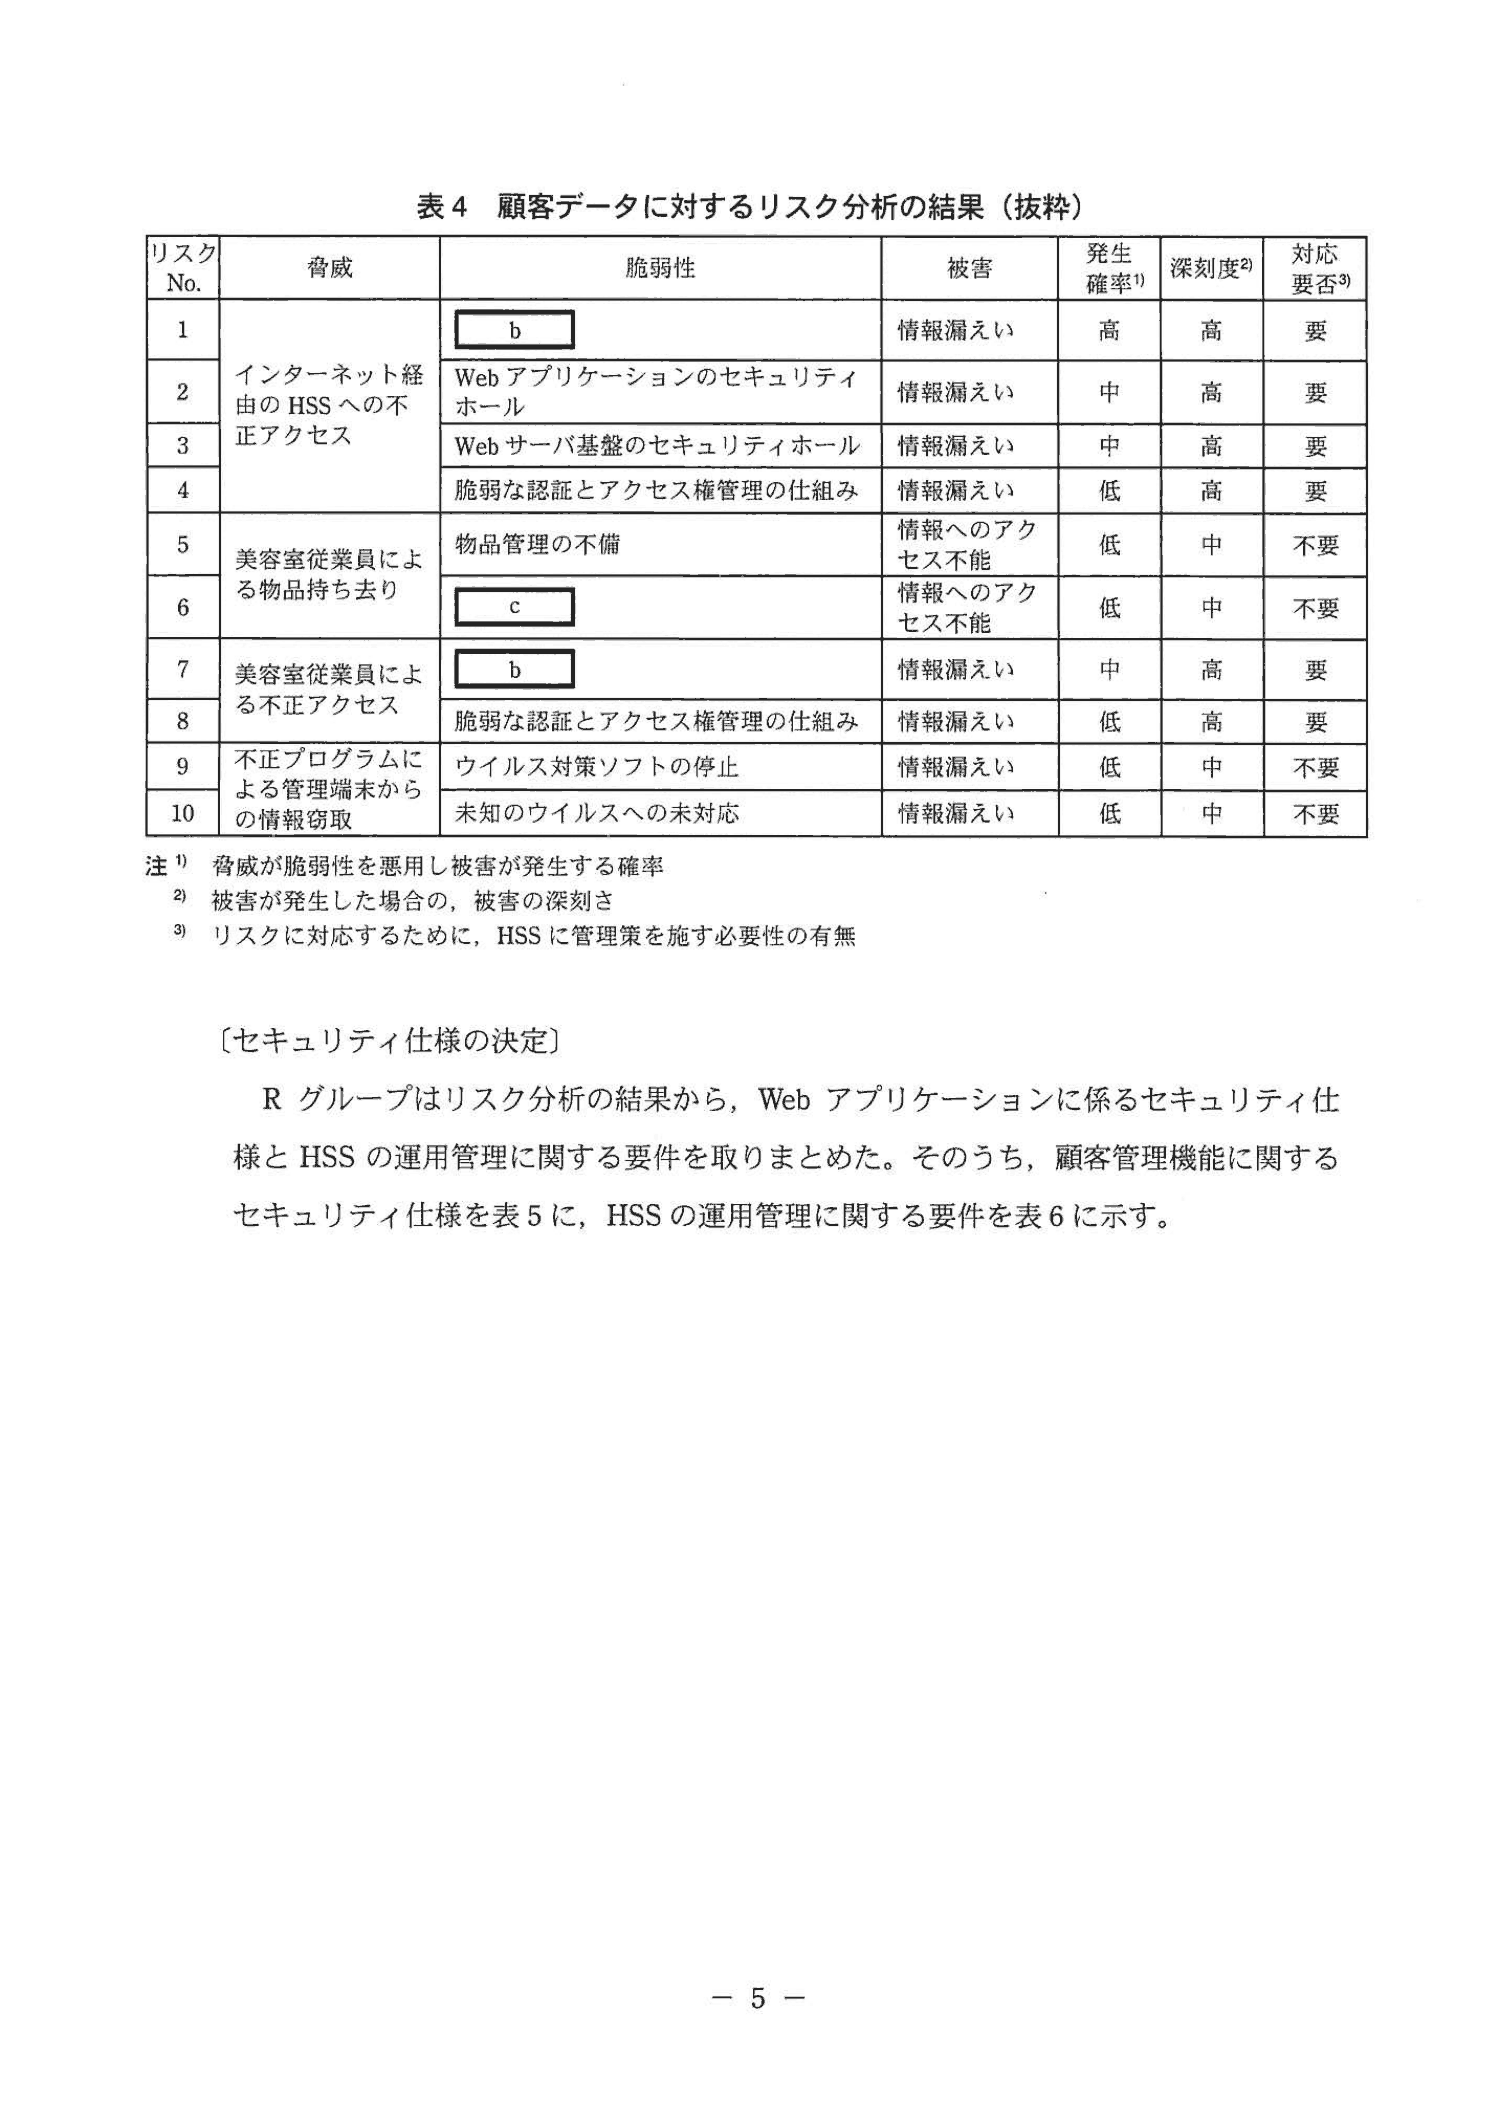 表4 顧客データに対するリスク分析の結果（抜粋）
リスクNo. 脅威 脆弱性 被害 発生確率1) 深刻度2) 対応要否3)
1 インターネット経由の HSS への不正アクセス b 情報漏えい 高 高 要
2 Web アプリケーションのセキュリティホール 情報漏えい 中 高 要
3 Web サーバ基盤のセキュリティホール 情報漏えい 中 高 要
4 脆弱な認証とアクセス権管理の仕組み 情報漏えい 低 高 要
5 美容室従業員による物品持ち去り 物品管理の不備 情報へのアクセス不能 低 中 不要
6 c 情報へのアクセス不能 低 中 不要
7 美容室従業員による不正アクセス b 情報漏えい 中 高 要
8 脆弱な認証とアクセス権管理の仕組み 情報漏えい 低 高 要
9 不正プログラムによる管理端末からの情報窃取 ウイルス対策ソフトの停止 情報漏えい 低 中 不要
10 未知のウイルスへの未対応 情報漏えい 低 中 不要
注1) 脅威が脆弱性を悪用し被害が発生する確率
2) 被害が発生した場合の，被害の深刻さ
3) リスクに対応するために，HSS に管理策を施す必要性の有無
〔セキュリティ仕様の決定〕
R グループはリスク分析の結果から，Web アプリケーションに係るセキュリティ仕
様と HSS の運用管理に関する要件を取りまとめた。そのうち，顧客管理機能に関する
セキュリティ仕様を表5に，HSS の運用管理に関する要件を表6に示す。
－ 5 －